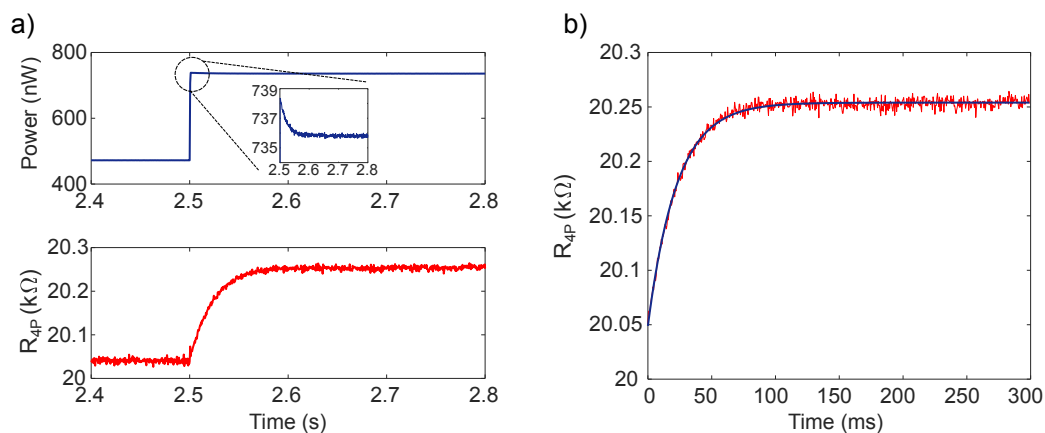 a)
800
600
400
Power (nW)
739
737
735
2.5 2.6 2.7 2.8
2.4 2.5 2.6 2.7 2.8
20.3
20.2
20.1
20
R4P (kΩ)
2.4 2.5 2.6 2.7 2.8
Time (s)
b)
20.3
20.25
20.2
20.15
20.1
20.05
20
R4P (kΩ)
0 50 100 150 200 250 300
Time (ms)